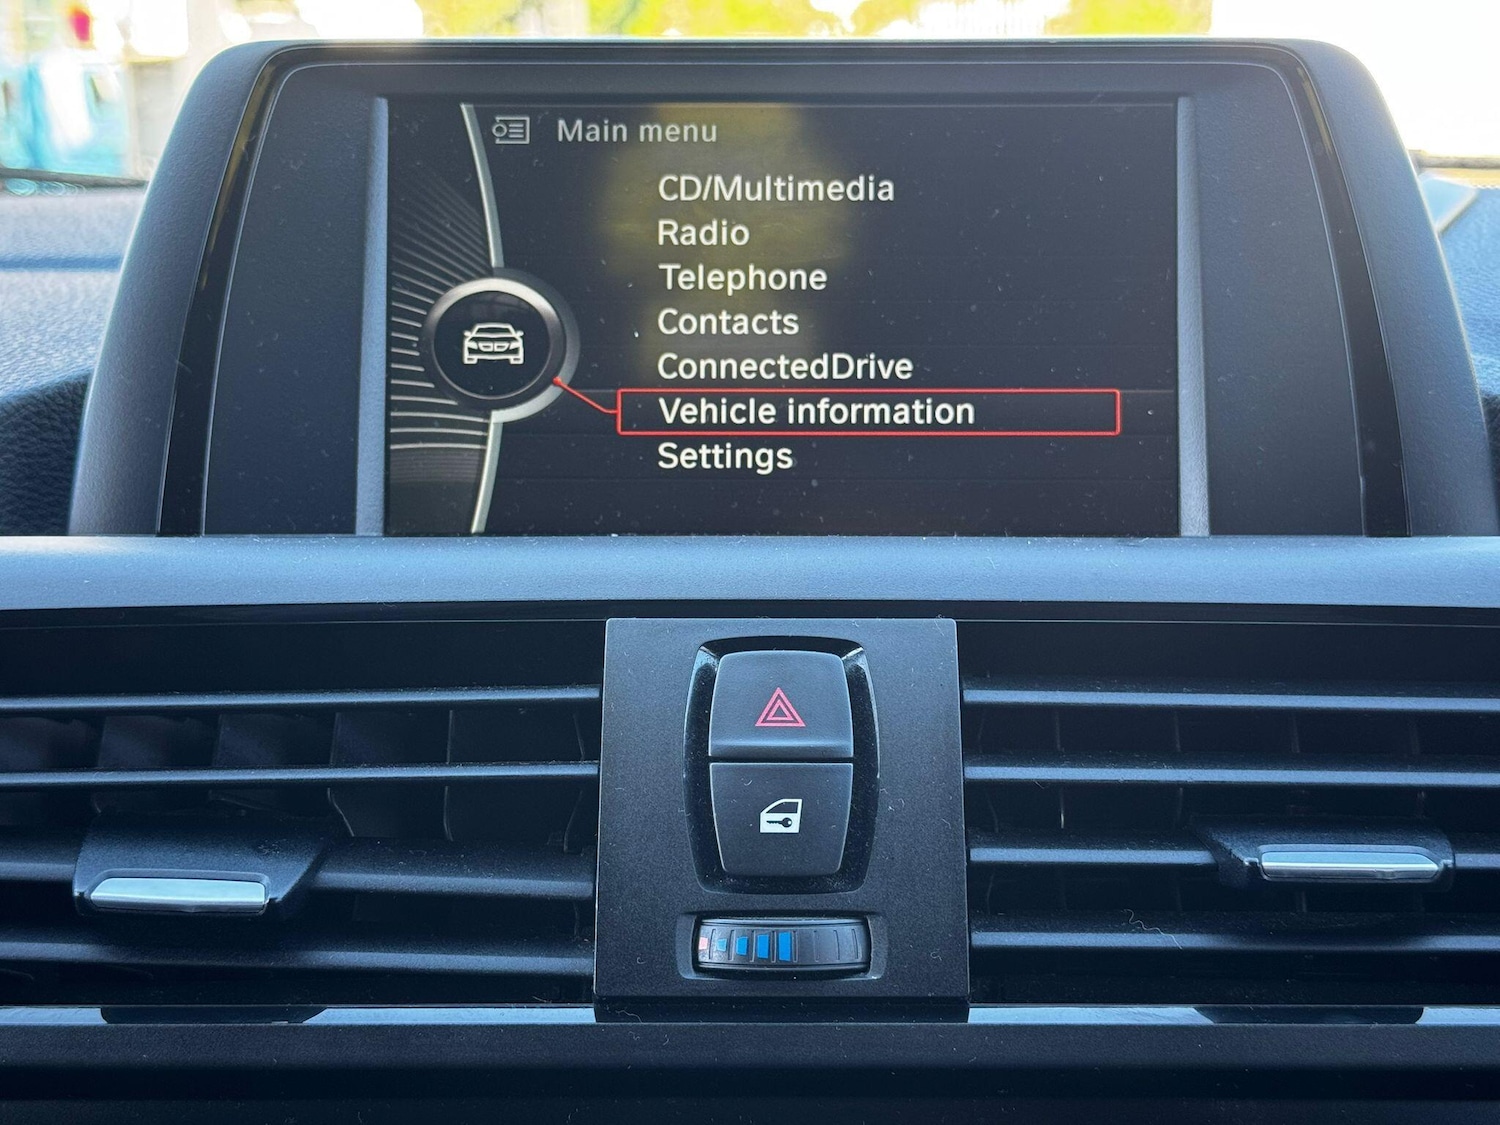 Main menu
CD/Multimedia
Radio
Telephone
Contacts
ConnectedDrive
Vehicle information
Settings